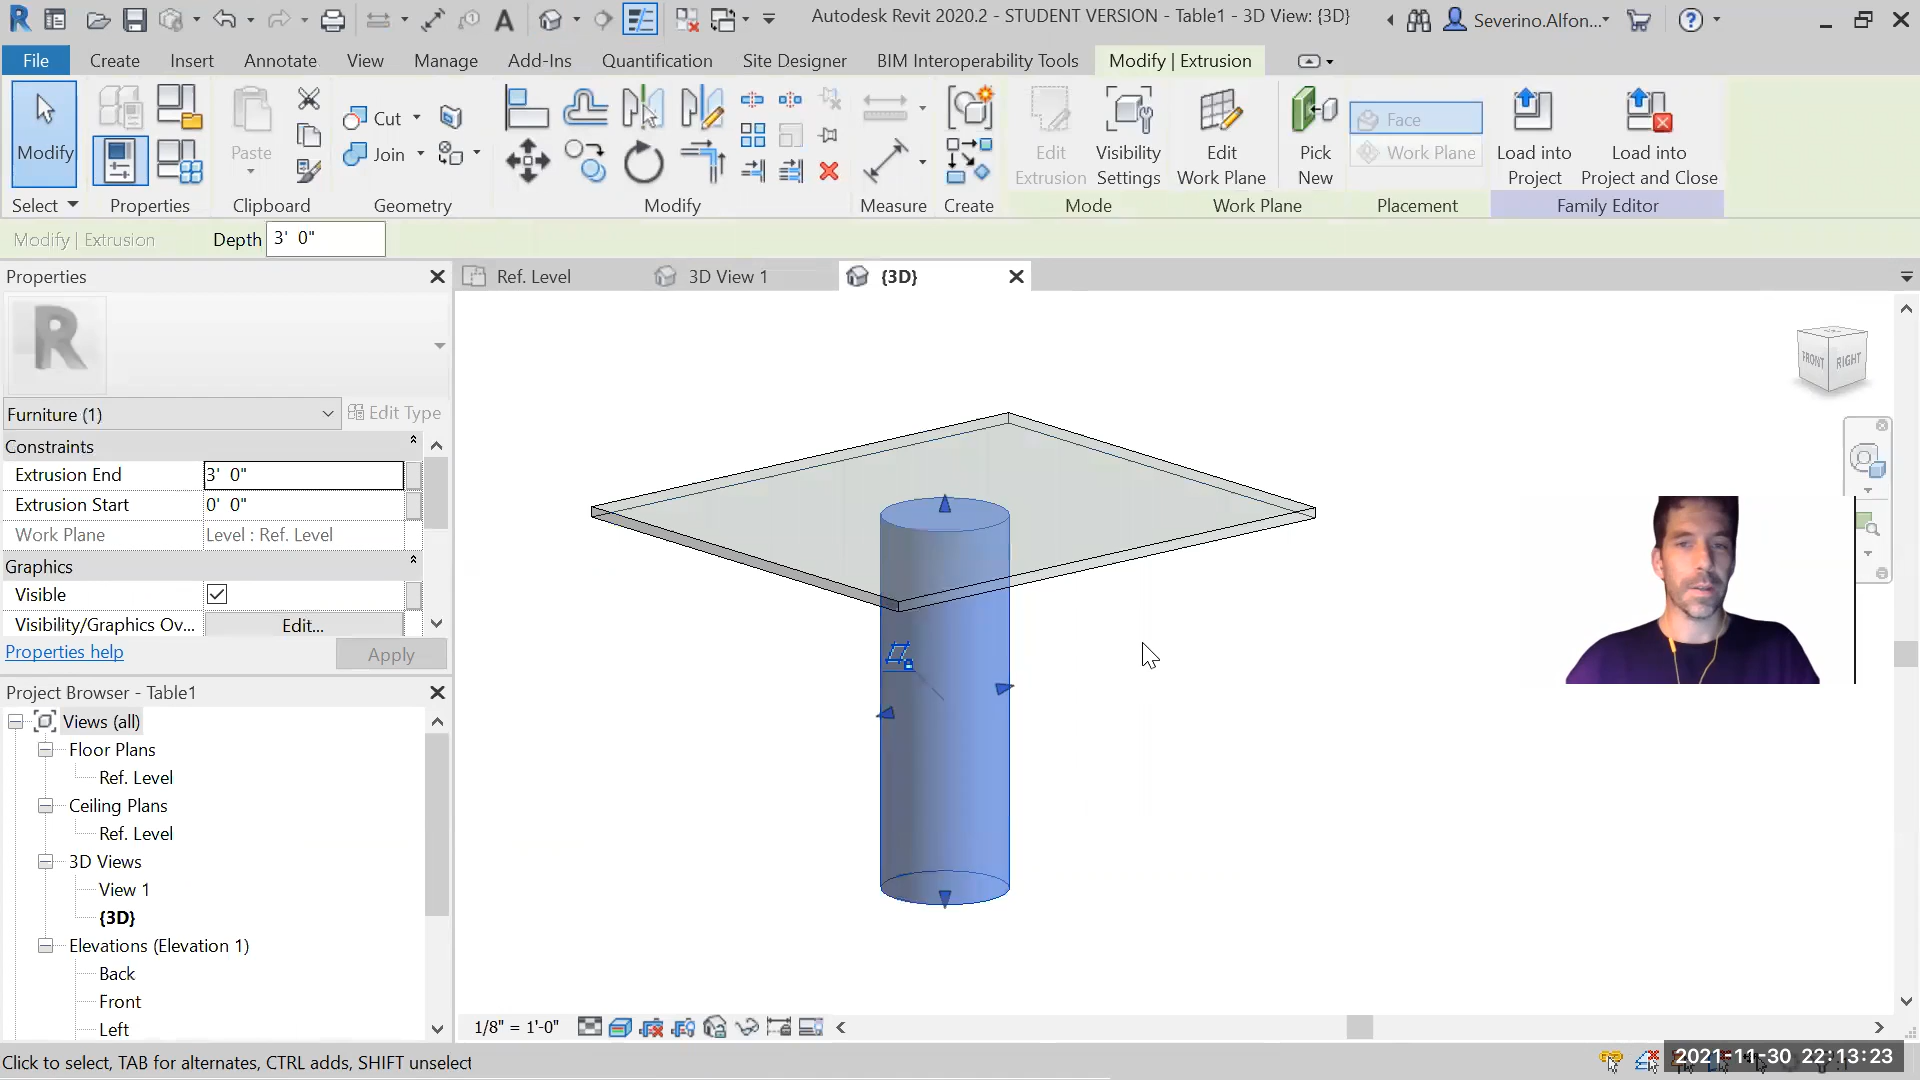 Autodesk Revit 2020.2 - STUDENT VERSION - Table1 - 3D View: {3D}
Severino.Alfon...
File Create Insert Annotate View Manage Add-Ins Quantification Site Designer BIM Interoperability Tools Modify | Extrusion
Modify
Paste
Cut
Join
Edit Extrusion
Visibility Settings
Edit Work Plane
Pick New
Face
Work Plane
Load into Project
Load into Project and Close
Select Properties Clipboard Geometry Modify Measure Create Mode Work Plane Placement Family Editor
Modify | Extrusion Depth 3' 0"
Properties
Ref. Level 3D View 1 {3D}
R
Furniture (1) Edit Type
Constraints
Extrusion End 3' 0"
Extrusion Start 0' 0"
Work Plane Level : Ref. Level
Graphics
Visible
Visibility/Graphics Ov... Edit...
Properties help Apply
Project Browser - Table1
Views (all)
Floor Plans
Ref. Level
Ceiling Plans
Ref. Level
3D Views
View 1
{3D}
Elevations (Elevation 1)
Back
Front
Left
FRONT RIGHT
1/8" = 1'-0"
Click to select, TAB for alternates, CTRL adds, SHIFT unselect
2021-11-30 22:13:23